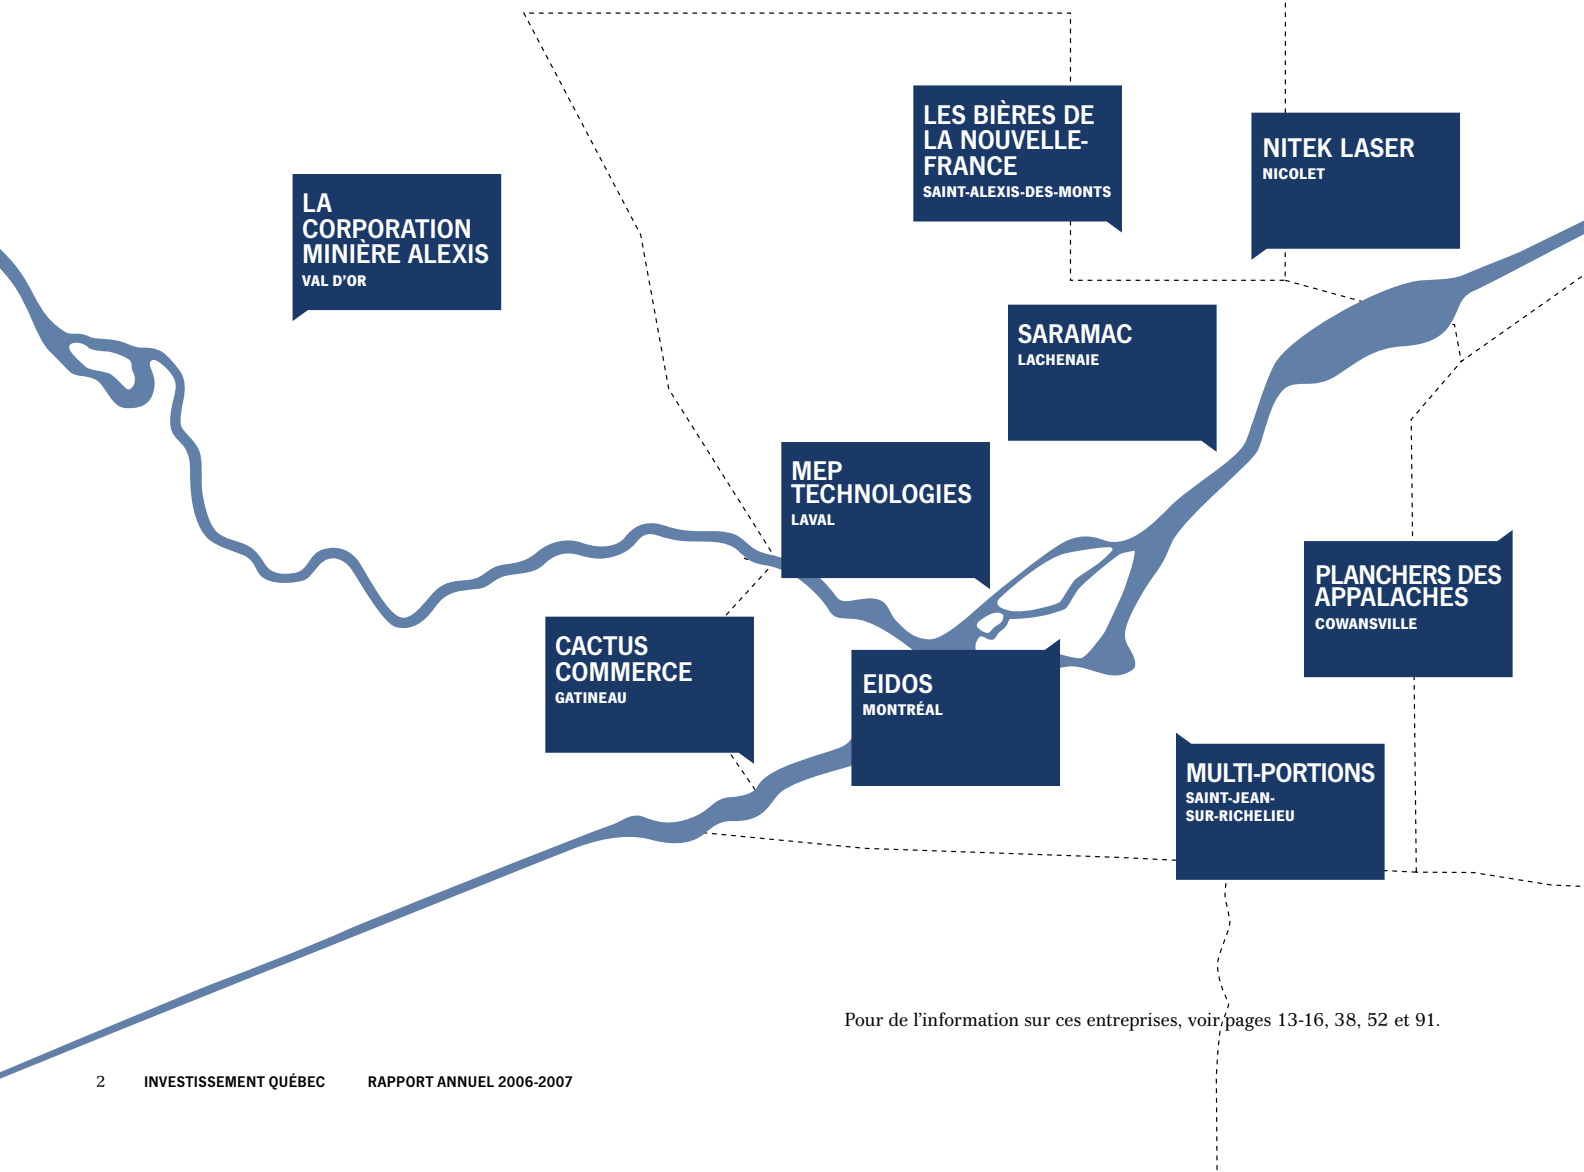 LES BIÈRES DE
LA NOUVELLE-
FRANCE
SAINT-ALEXIS-DES-MONTS
NITEK LASER
NICOLET
LA
CORPORATION
MINIÈRE ALEXIS
VAL D’OR
SARAMAC
LACHENAIE
MEP
TECHNOLOGIES
LAVAL
PLANCHERS DES
APPALACHES
COWANSVILLE
CACTUS
COMMERCE
GATINEAU
EIDOS
MONTRÉAL
MULTI-PORTIONS
SAINT-JEAN-
SUR-RICHELIEU
Pour de l’information sur ces entreprises, voir pages 13-16, 38, 52 et 91.
2 INVESTISSEMENT QUÉBEC RAPPORT ANNUEL 2006-2007